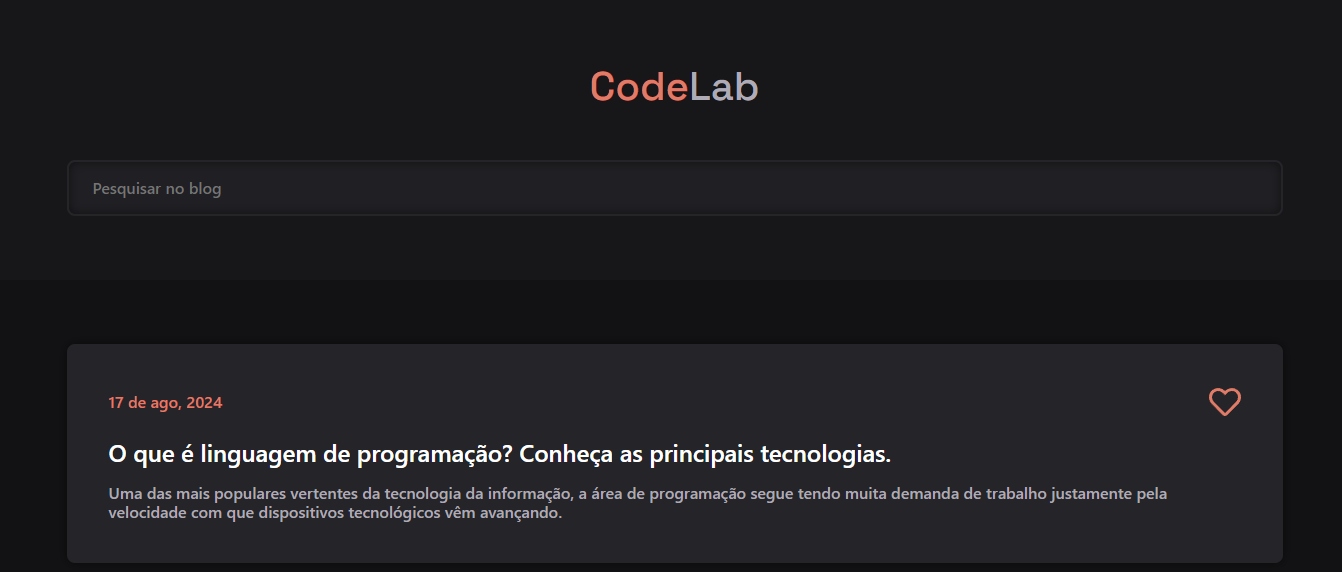 CodeLab
Pesquisar no blog
17 de ago, 2024
O que é linguagem de programação? Conheça as principais tecnologias.
Uma das mais populares vertentes da tecnologia da informação, a área de programação segue tendo muita demanda de trabalho justamente pela
velocidade com que dispositivos tecnológicos vêm avançando.